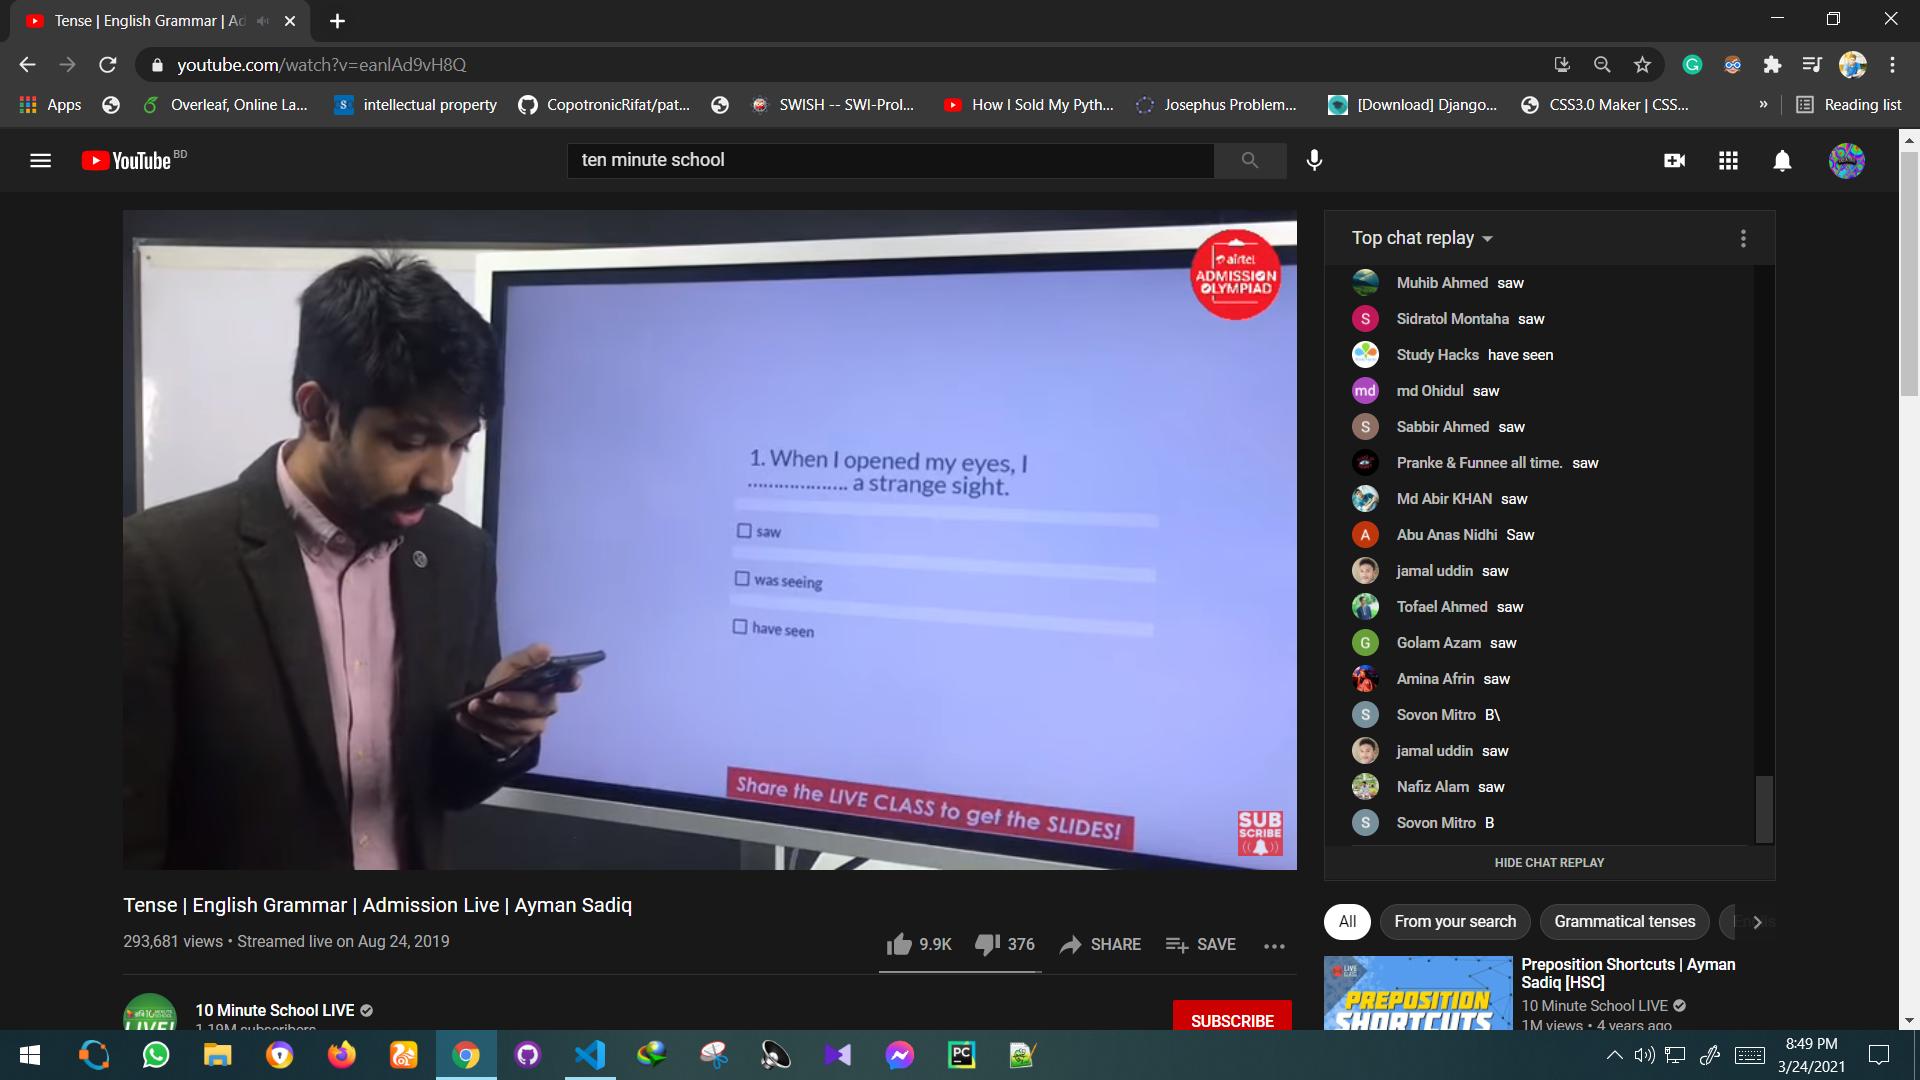 Tense | English Grammar | Ad
youtube.com/watch?v=eanlAd9vH8Q
Apps
Overleaf, Online La...
intellectual property
CopotronicRifat/pat...
SWISH -- SWI-Prol...
How I Sold My Pyth...
Josephus Problem...
[Download] Django...
CSS3.0 Maker | CSS...
»
Reading list
YouTube BD
ten minute school
airtel
ADMISSION
OLYMPIAD
1. When I opened my eyes, I
................... a strange sight.
saw
was seeing
have seen
Share the LIVE CLASS to get the SLIDES!
SUB
SCRIBE
Top chat replay
Muhib Ahmed saw
S Sidratol Montaha saw
Study Hacks have seen
md md Ohidul saw
S Sabbir Ahmed saw
Pranke & Funnee all time. saw
Md Abir KHAN saw
A Abu Anas Nidhi Saw
jamal uddin saw
Tofael Ahmed saw
G Golam Azam saw
Amina Afrin saw
S Sovon Mitro B\
jamal uddin saw
Nafiz Alam saw
S Sovon Mitro B
HIDE CHAT REPLAY
Tense | English Grammar | Admission Live | Ayman Sadiq
293,681 views • Streamed live on Aug 24, 2019
9.9K
376
SHARE
SAVE
10 Minute School LIVE
1.19M subscribers
SUBSCRIBE
All
From your search
Grammatical tenses
LIVE
CLASS
PREPOSITION
SHORTCUTS
Preposition Shortcuts | Ayman
Sadiq [HSC]
10 Minute School LIVE
1M views • 4 years ago
PC
8:49 PM
3/24/2021